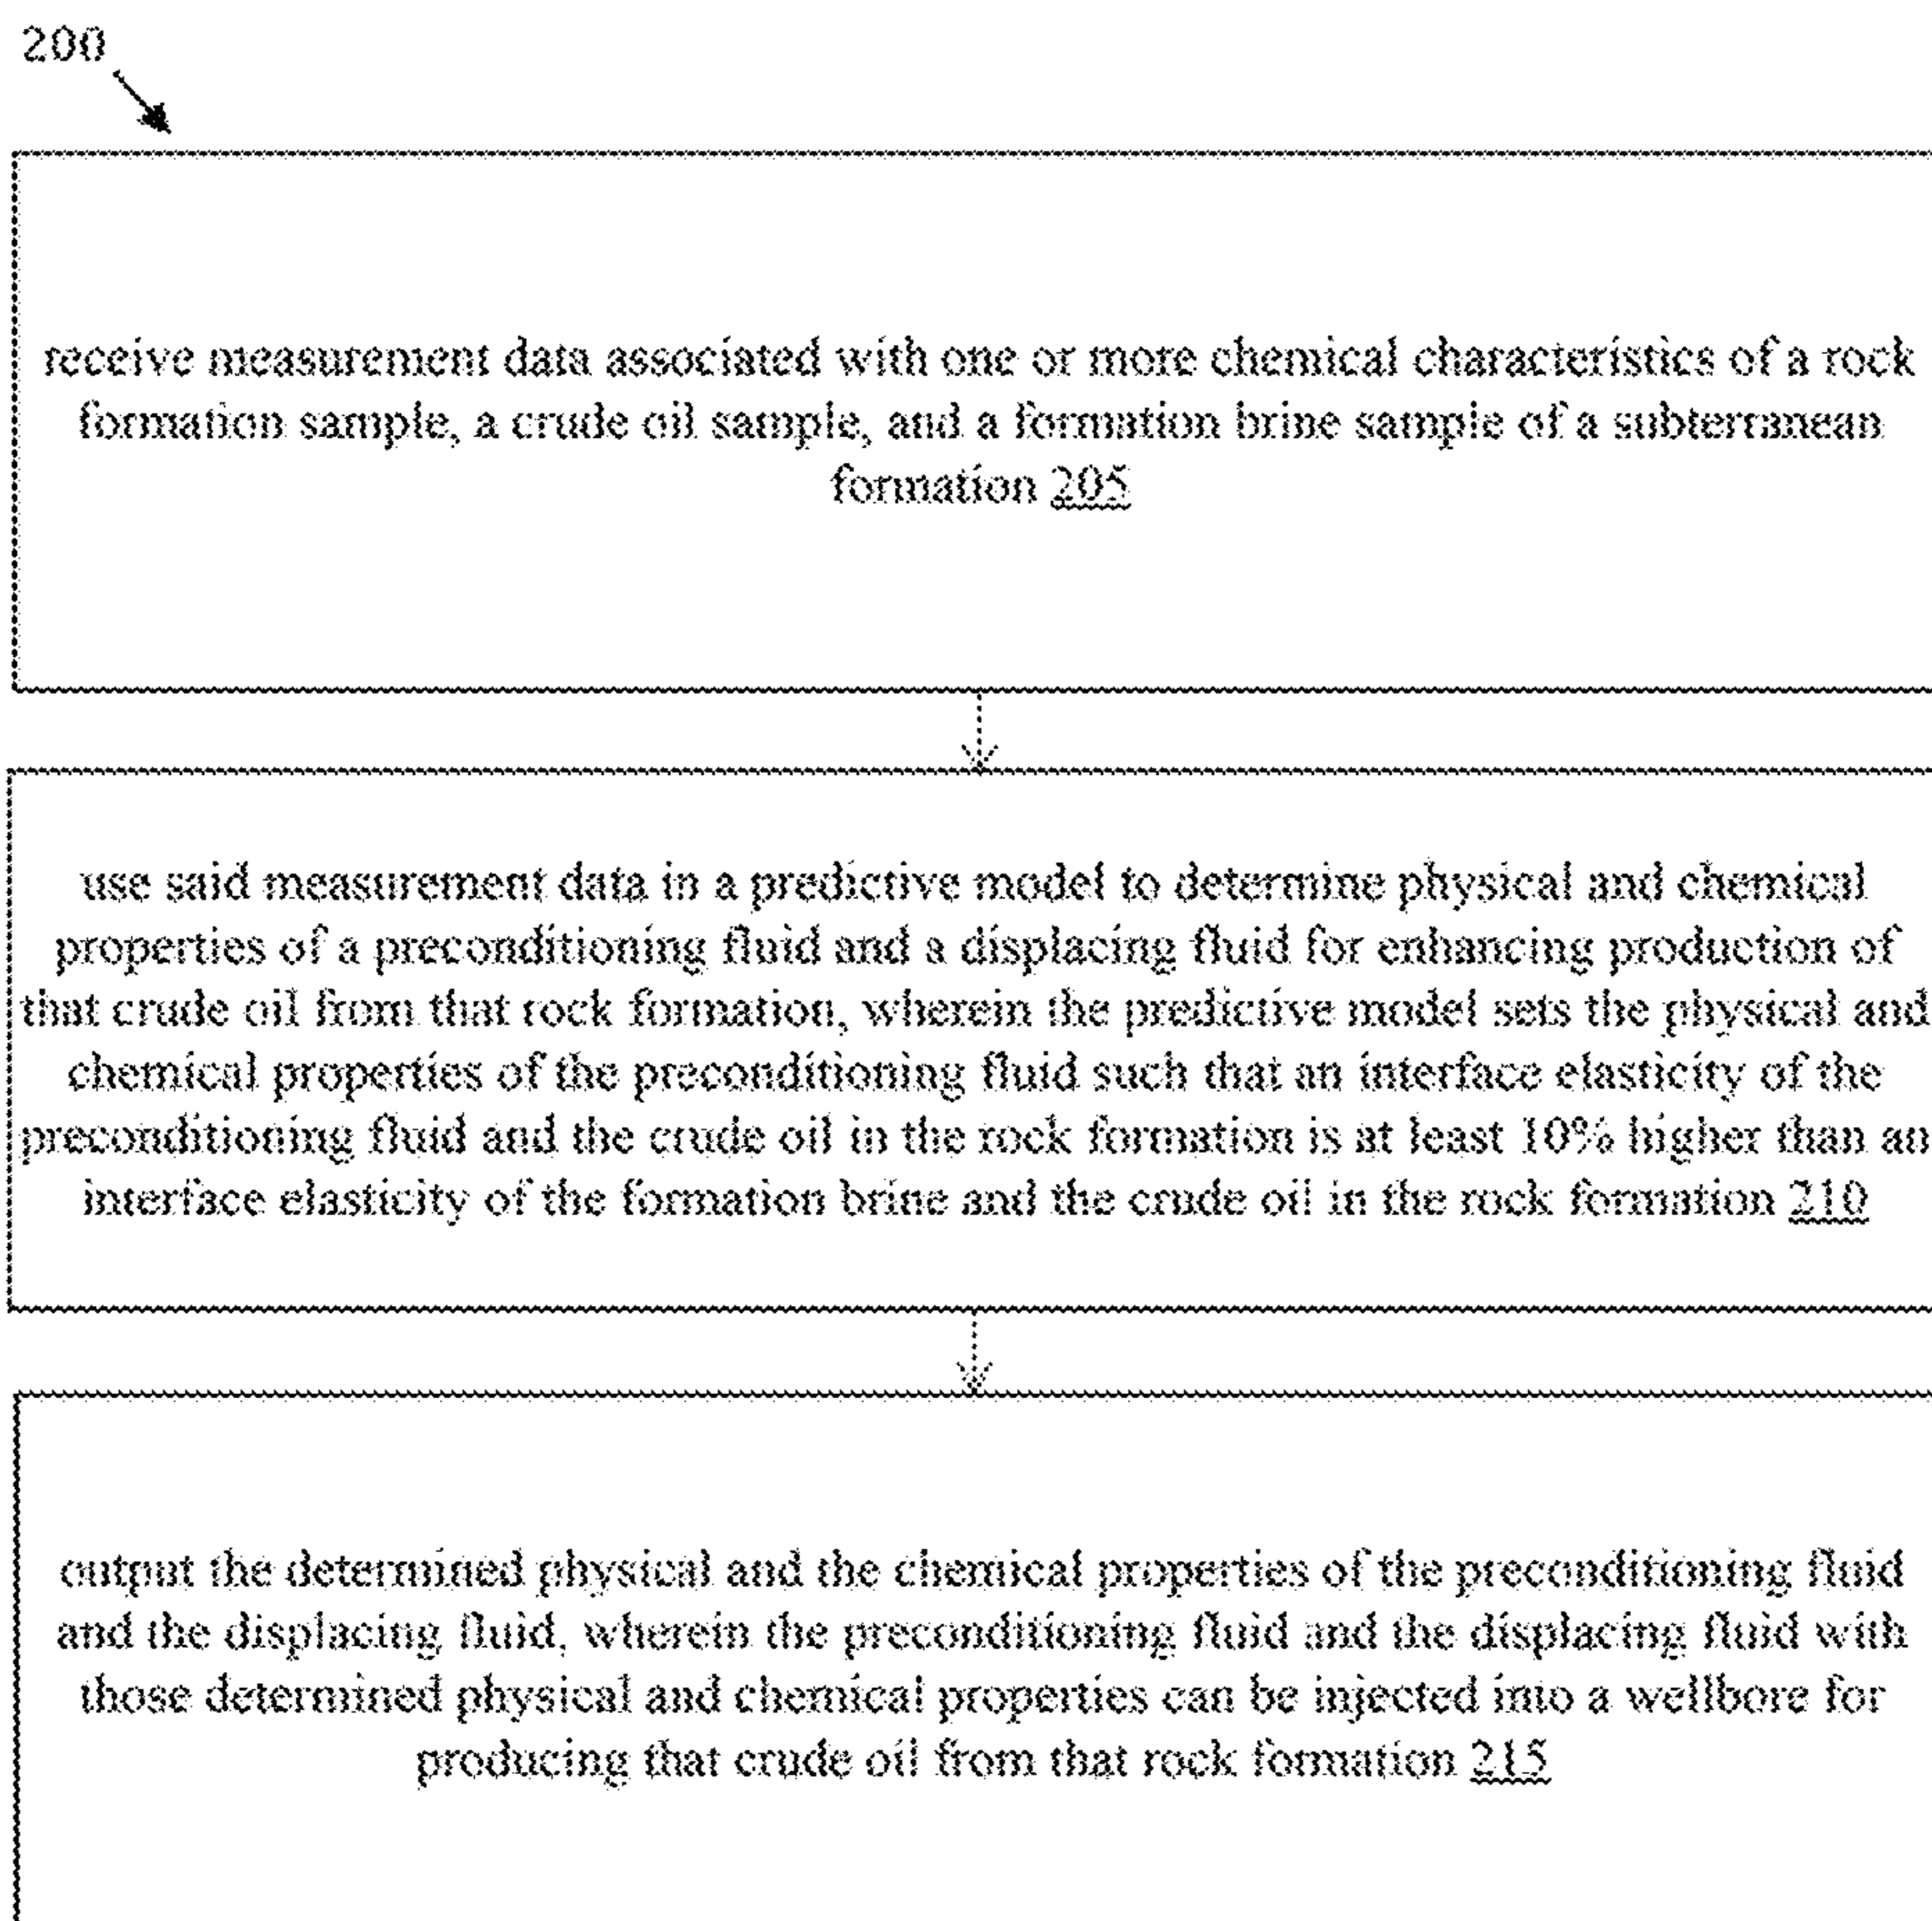 200
receive measurement data associated with one or more chemical characteristics of a rock
formation sample, a crude oil sample, and a formation brine sample of a subterranean
formation 205
use said measurement data in a predictive model to determine physical and chemical
properties of a preconditioning fluid and a displacing fluid for enhancing production of
that crude oil from that rock formation, wherein the predictive model sets the physical and
chemical properties of the preconditioning fluid such that an interface elasticity of the
preconditioning fluid and the crude oil in the rock formation is at least 10% higher than an
interface elasticity of the formation brine and the crude oil in the rock formation 210
output the determined physical and the chemical properties of the preconditioning fluid
and the displacing fluid, wherein the preconditioning fluid and the displacing fluid with
those determined physical and chemical properties can be injected into a wellbore for
producing that crude oil from that rock formation 215